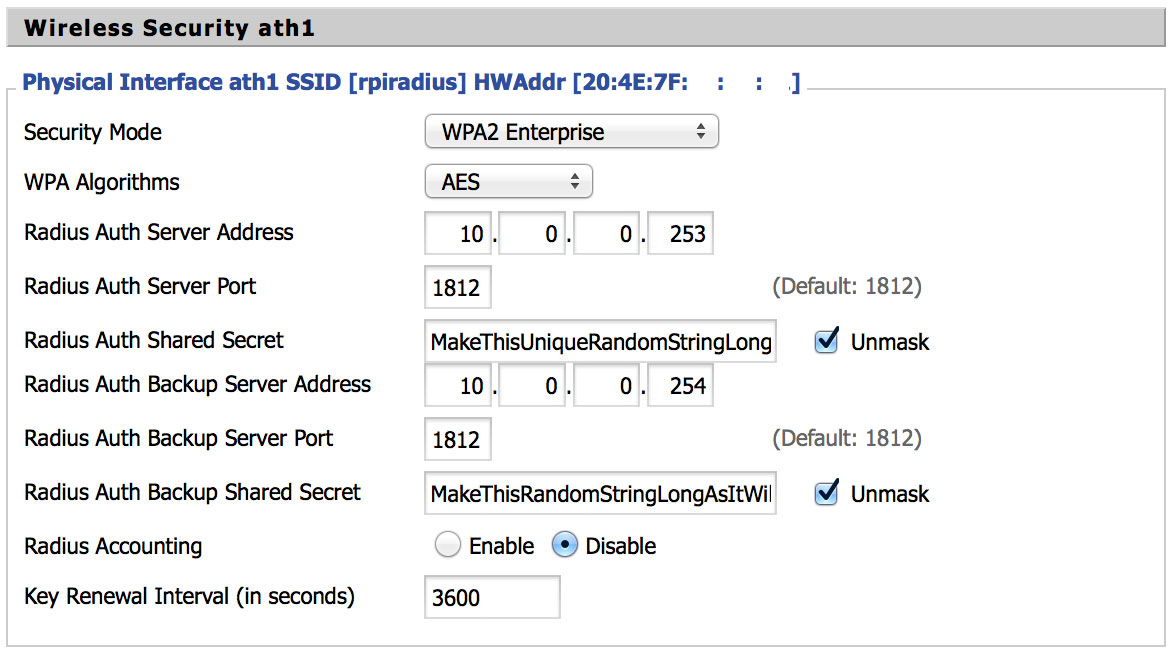 Wireless Security ath1
Physical Interface ath1 SSID [rpiradius] HWAddr [20:4E:7F: : : ]
Security Mode WPA2 Enterprise
WPA Algorithms AES
Radius Auth Server Address 10 . 0 . 0 . 253
Radius Auth Server Port 1812 (Default: 1812)
Radius Auth Shared Secret MakeThisUniqueRandomStringLong Unmask
Radius Auth Backup Server Address 10 . 0 . 0 . 254
Radius Auth Backup Server Port 1812 (Default: 1812)
Radius Auth Backup Shared Secret MakeThisRandomStringLongAsItWil Unmask
Radius Accounting Enable Disable
Key Renewal Interval (in seconds) 3600